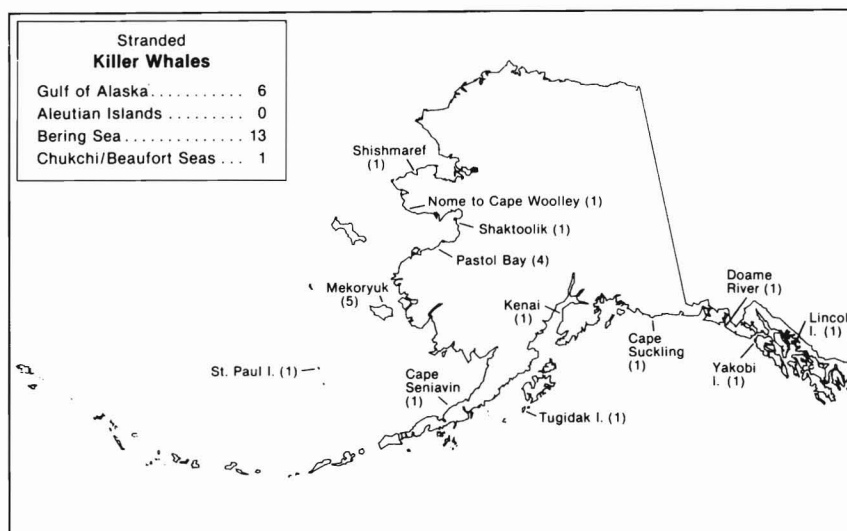 Stranded
Killer Whales
Gulf of Alaska........... 6
Aleutian Islands ......... 0
Bering Sea .............. 13
Chukchi/Beaufort Seas ... 1
Shishmaref
(1)
Nome to Cape Woolley (1)
Shaktoolik (1)
Pastol Bay (4)
Mekoryuk
(5)
Kenai
(1)
Doame
River (1)
Lincol
I. (1)
Cape
Suckling
(1)
Yakobi
I. (1)
St. Paul I. (1)
Cape
Seniavin
(1)
Tugidak I. (1)